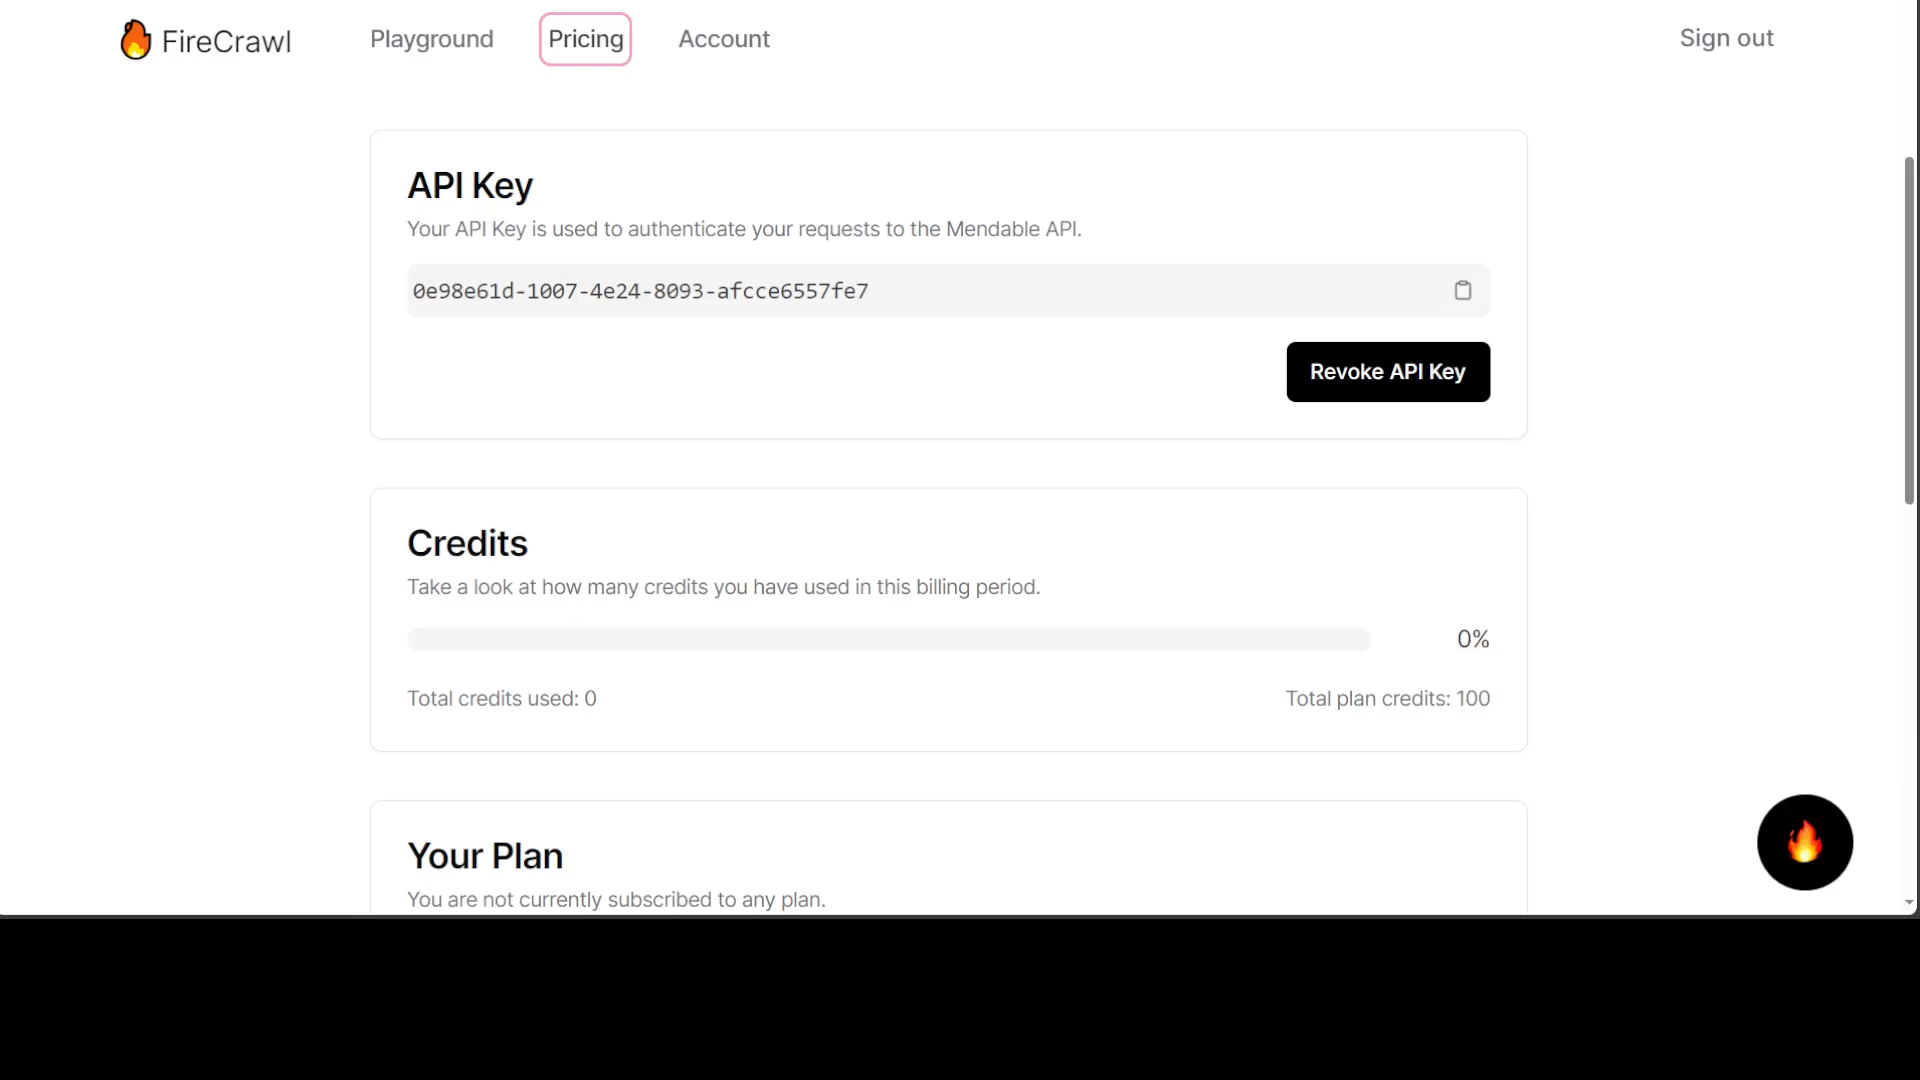 FireCrawl Playground Pricing Account Sign out
API Key
Your API Key is used to authenticate your requests to the Mendable API.
0e98e61d-1007-4e24-8093-afcce6557fe7
Revoke API Key
Credits
Take a look at how many credits you have used in this billing period.
0%
Total credits used: 0 Total plan credits: 100
Your Plan
You are not currently subscribed to any plan.